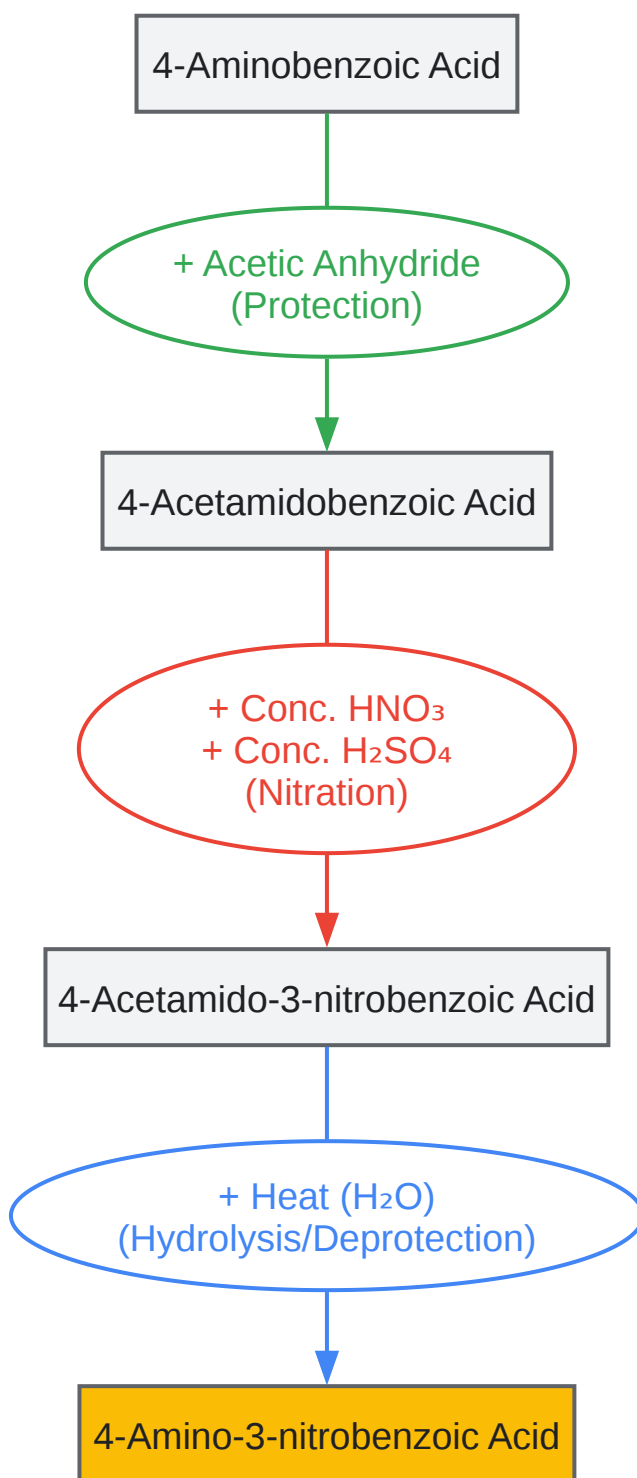 4-Aminobenzoic Acid
+ Acetic Anhydride
(Protection)
4-Acetamidobenzoic Acid
+ Conc. HNO₃
+ Conc. H₂SO₄
(Nitration)
4-Acetamido-3-nitrobenzoic Acid
+ Heat (H₂O)
(Hydrolysis/Deprotection)
4-Amino-3-nitrobenzoic Acid